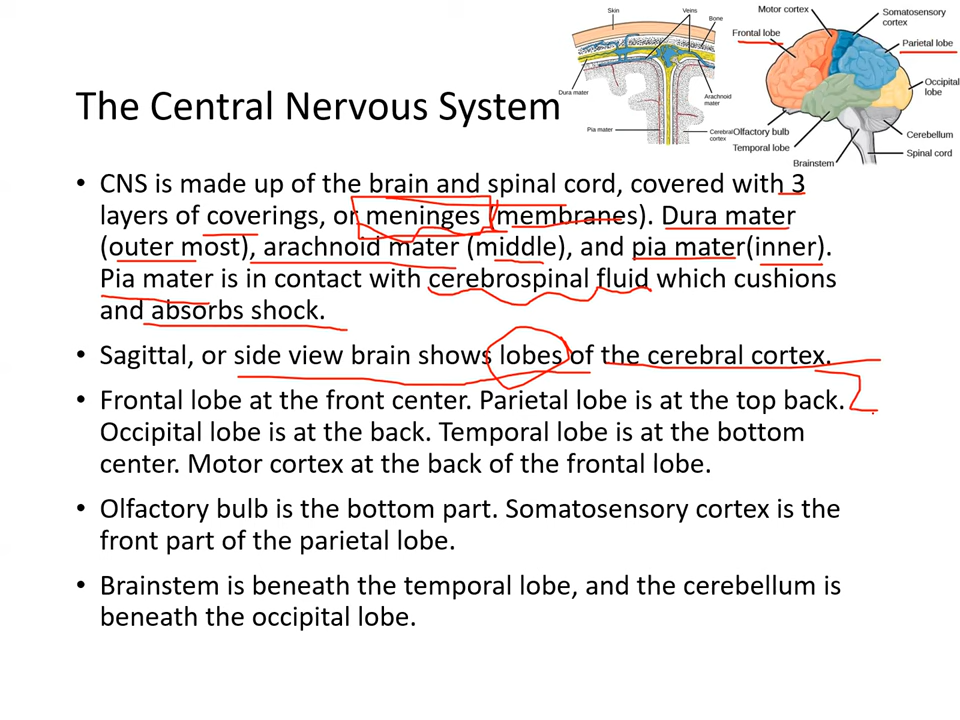 Skin
Veins
Bone
Dura mater
Arachnoid
mater
Pia mater
Cerebral
cortex
Motor cortex
Somatosensory
cortex
Frontal lobe
Parietal lobe
Occipital
lobe
Olfactory bulb
Cerebellum
Temporal lobe
Spinal cord
Brainstem
The Central Nervous System
• CNS is made up of the brain and spinal cord, covered with 3
layers of coverings, or meninges (membranes). Dura mater
(outer most), arachnoid mater (middle), and pia mater(inner).
Pia mater is in contact with cerebrospinal fluid which cushions
and absorbs shock.
• Sagittal, or side view brain shows lobes of the cerebral cortex.
• Frontal lobe at the front center. Parietal lobe is at the top back.
Occipital lobe is at the back. Temporal lobe is at the bottom
center. Motor cortex at the back of the frontal lobe.
• Olfactory bulb is the bottom part. Somatosensory cortex is the
front part of the parietal lobe.
• Brainstem is beneath the temporal lobe, and the cerebellum is
beneath the occipital lobe.